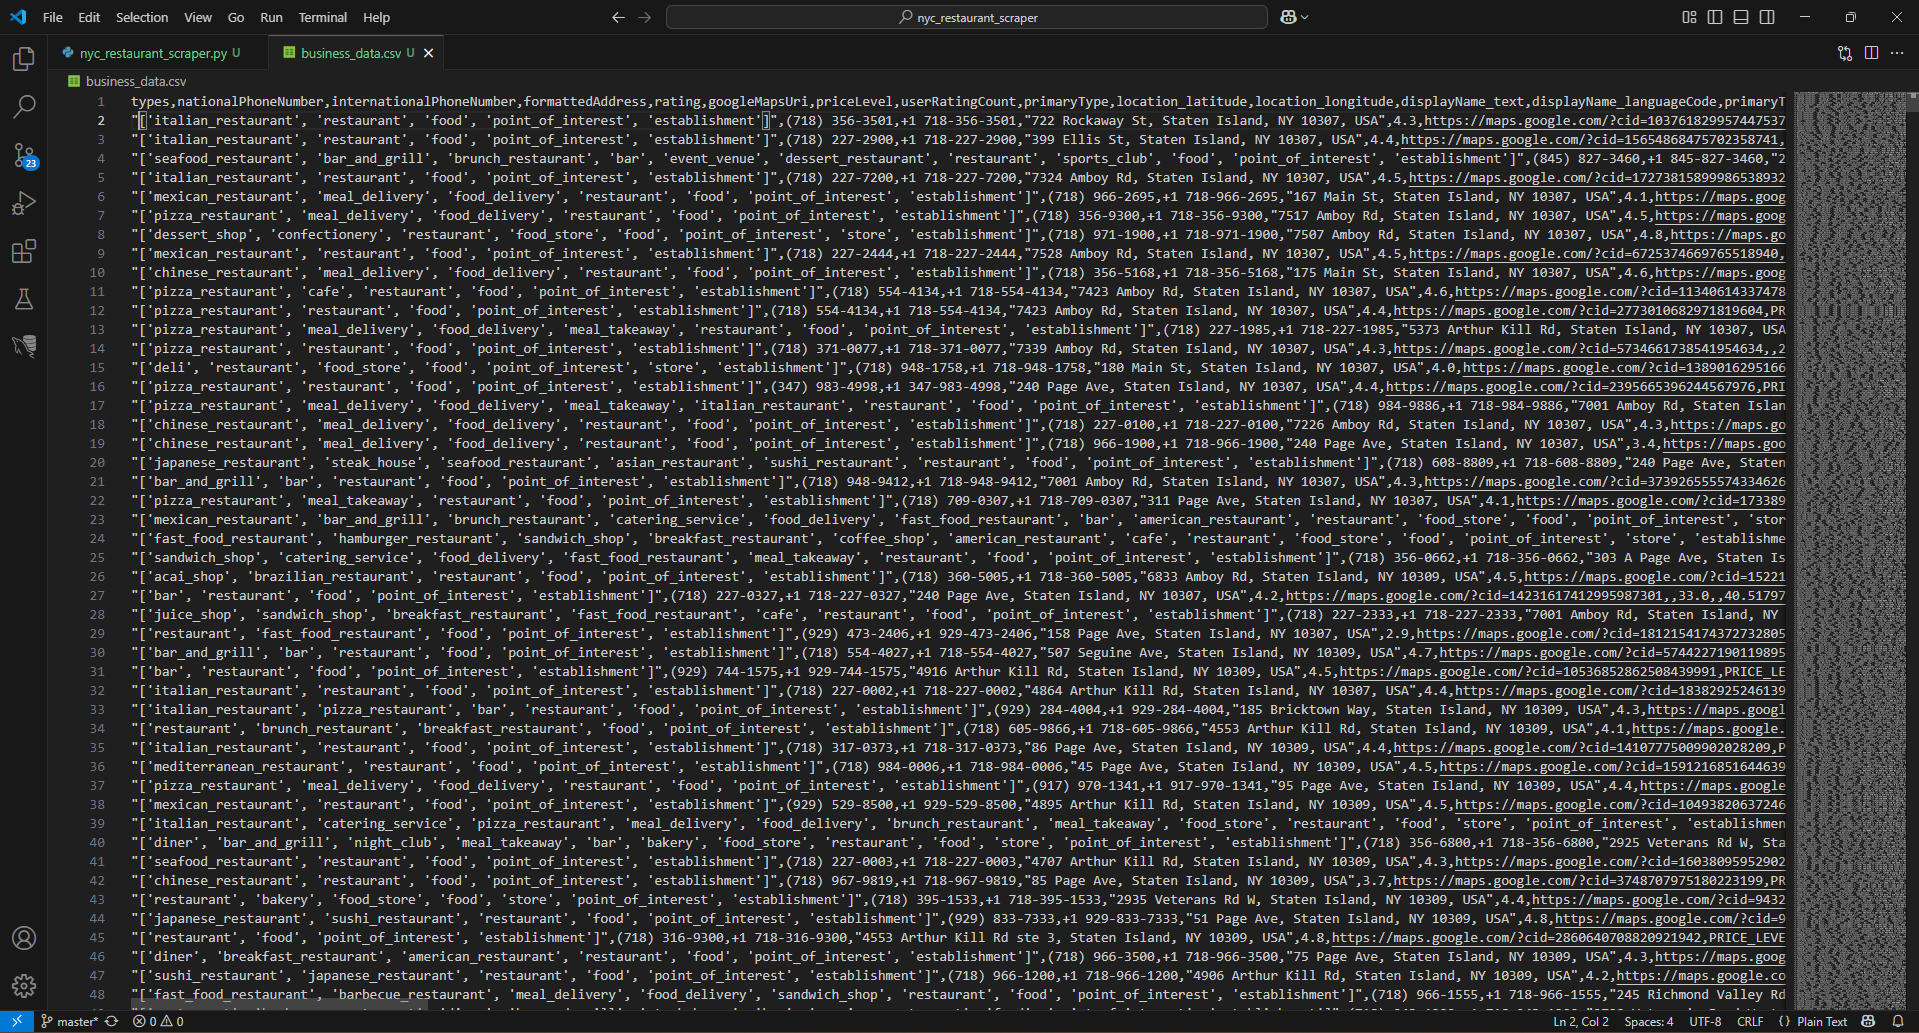 File Edit Selection View Go Run Terminal Help
nyc_restaurant_scraper
nyc_restaurant_scraper.py U
business_data.csv U
business_data.csv
1 types,nationalPhoneNumber,internationalPhoneNumber,formattedAddress,rating,googleMapsUri,priceLevel,userRatingCount,primaryType,location_latitude,location_longitude,displayName_text,displayName_languageCode,primaryT
2 "['italian_restaurant', 'restaurant', 'food', 'point_of_interest', 'establishment']",(718) 356-3501,+1 718-356-3501,"722 Rockaway St, Staten Island, NY 10307, USA",4.3,https://maps.google.com/?cid=103761829957447537
3 "['italian_restaurant', 'restaurant', 'food', 'point_of_interest', 'establishment']",(718) 227-2900,+1 718-227-2900,"399 Ellis St, Staten Island, NY 10307, USA",4.4,https://maps.google.com/?cid=15654868475702358741,
4 "['seafood_restaurant', 'bar_and_grill', 'brunch_restaurant', 'bar', 'event_venue', 'dessert_restaurant', 'restaurant', 'sports_club', 'food', 'point_of_interest', 'establishment']",(845) 827-3460,+1 845-827-3460,"2
5 "['italian_restaurant', 'restaurant', 'food', 'point_of_interest', 'establishment']",(718) 227-7200,+1 718-227-7200,"7324 Amboy Rd, Staten Island, NY 10307, USA",4.5,https://maps.google.com/?cid=17273815899986538932
6 "['mexican_restaurant', 'meal_delivery', 'food_delivery', 'restaurant', 'food', 'point_of_interest', 'establishment']",(718) 966-2695,+1 718-966-2695,"167 Main St, Staten Island, NY 10307, USA",4.1,https://maps.goog
7 "['pizza_restaurant', 'meal_delivery', 'food_delivery', 'restaurant', 'food', 'point_of_interest', 'establishment']",(718) 356-9300,+1 718-356-9300,"7517 Amboy Rd, Staten Island, NY 10307, USA",4.5,https://maps.goog
8 "['dessert_shop', 'confectionery', 'restaurant', 'food_store', 'food', 'point_of_interest', 'store', 'establishment']",(718) 971-1900,+1 718-971-1900,"7507 Amboy Rd, Staten Island, NY 10307, USA",4.8,https://maps.go
9 "['mexican_restaurant', 'restaurant', 'food', 'point_of_interest', 'establishment']",(718) 227-2444,+1 718-227-2444,"7528 Amboy Rd, Staten Island, NY 10307, USA",4.5,https://maps.google.com/?cid=6725374669765518940,
10 "['chinese_restaurant', 'meal_delivery', 'food_delivery', 'restaurant', 'food', 'point_of_interest', 'establishment']",(718) 356-5168,+1 718-356-5168,"175 Main St, Staten Island, NY 10307, USA",4.6,https://maps.goog
11 "['pizza_restaurant', 'cafe', 'restaurant', 'food', 'point_of_interest', 'establishment']",(718) 554-4134,+1 718-554-4134,"7423 Amboy Rd, Staten Island, NY 10307, USA",4.6,https://maps.google.com/?cid=11340614337478
12 "['pizza_restaurant', 'restaurant', 'food', 'point_of_interest', 'establishment']",(718) 554-4134,+1 718-554-4134,"7423 Amboy Rd, Staten Island, NY 10307, USA",4.4,https://maps.google.com/?cid=2773010682971819604,PR
13 "['pizza_restaurant', 'meal_delivery', 'food_delivery', 'meal_takeaway', 'restaurant', 'food', 'point_of_interest', 'establishment']",(718) 227-1985,+1 718-227-1985,"5373 Arthur Kill Rd, Staten Island, NY 10307, USA
14 "['pizza_restaurant', 'restaurant', 'food', 'point_of_interest', 'establishment']",(718) 371-0077,+1 718-371-0077,"7339 Amboy Rd, Staten Island, NY 10307, USA",4.3,https://maps.google.com/?cid=5734661738541954634,,2
15 "['deli', 'restaurant', 'food_store', 'food', 'point_of_interest', 'store', 'establishment']",(718) 948-1758,+1 718-948-1758,"180 Main St, Staten Island, NY 10307, USA",4.0,https://maps.google.com/?cid=1389016295166
16 "['pizza_restaurant', 'restaurant', 'food', 'point_of_interest', 'establishment']",(347) 983-4998,+1 347-983-4998,"240 Page Ave, Staten Island, NY 10307, USA",4.4,https://maps.google.com/?cid=2395665396244567976,PRI
17 "['pizza_restaurant', 'meal_delivery', 'food_delivery', 'meal_takeaway', 'italian_restaurant', 'restaurant', 'food', 'point_of_interest', 'establishment']",(718) 984-9886,+1 718-984-9886,"7001 Amboy Rd, Staten Islan
18 "['chinese_restaurant', 'meal_delivery', 'food_delivery', 'restaurant', 'food', 'point_of_interest', 'establishment']",(718) 227-0100,+1 718-227-0100,"7226 Amboy Rd, Staten Island, NY 10307, USA",4.3,https://maps.go
19 "['chinese_restaurant', 'meal_delivery', 'food_delivery', 'restaurant', 'food', 'point_of_interest', 'establishment']",(718) 966-1900,+1 718-966-1900,"240 Page Ave, Staten Island, NY 10307, USA",3.4,https://maps.goo
20 "['japanese_restaurant', 'steak_house', 'seafood_restaurant', 'asian_restaurant', 'sushi_restaurant', 'restaurant', 'food', 'point_of_interest', 'establishment']",(718) 608-8809,+1 718-608-8809,"240 Page Ave, Staten
21 "['bar_and_grill', 'bar', 'restaurant', 'food', 'point_of_interest', 'establishment']",(718) 948-9412,+1 718-948-9412,"7001 Amboy Rd, Staten Island, NY 10307, USA",4.3,https://maps.google.com/?cid=3739265555574334626
22 "['pizza_restaurant', 'meal_takeaway', 'restaurant', 'food', 'point_of_interest', 'establishment']",(718) 709-0307,+1 718-709-0307,"311 Page Ave, Staten Island, NY 10307, USA",4.1,https://maps.google.com/?cid=173389
23 "['mexican_restaurant', 'bar_and_grill', 'brunch_restaurant', 'catering_service', 'food_delivery', 'fast_food_restaurant', 'bar', 'american_restaurant', 'restaurant', 'food_store', 'food', 'point_of_interest', 'stor
24 "['fast_food_restaurant', 'hamburger_restaurant', 'sandwich_shop', 'breakfast_restaurant', 'coffee_shop', 'american_restaurant', 'cafe', 'restaurant', 'food_store', 'food', 'point_of_interest', 'store', 'establishme
25 "['sandwich_shop', 'catering_service', 'food_delivery', 'fast_food_restaurant', 'meal_takeaway', 'restaurant', 'food', 'point_of_interest', 'establishment']",(718) 356-0662,+1 718-356-0662,"303 A Page Ave, Staten Is
26 "['acai_shop', 'brazilian_restaurant', 'restaurant', 'food', 'point_of_interest', 'establishment']",(718) 360-5005,+1 718-360-5005,"6833 Amboy Rd, Staten Island, NY 10309, USA",4.5,https://maps.google.com/?cid=15221
27 "['bar', 'restaurant', 'food', 'point_of_interest', 'establishment']",(718) 227-0327,+1 718-227-0327,"240 Page Ave, Staten Island, NY 10307, USA",4.2,https://maps.google.com/?cid=14231617412995987301,,33.0,,40.51797
28 "['juice_shop', 'sandwich_shop', 'breakfast_restaurant', 'fast_food_restaurant', 'cafe', 'restaurant', 'food', 'point_of_interest', 'establishment']",(718) 227-2333,+1 718-227-2333,"7001 Amboy Rd, Staten Island, NY
29 "['restaurant', 'fast_food_restaurant', 'food', 'point_of_interest', 'establishment']",(929) 473-2406,+1 929-473-2406,"158 Page Ave, Staten Island, NY 10307, USA",2.9,https://maps.google.com/?cid=1812154174372732805
30 "['bar_and_grill', 'bar', 'restaurant', 'food', 'point_of_interest', 'establishment']",(718) 554-4027,+1 718-554-4027,"507 Seguine Ave, Staten Island, NY 10309, USA",4.7,https://maps.google.com/?cid=5744227190119895
31 "['bar', 'restaurant', 'food', 'point_of_interest', 'establishment']",(929) 744-1575,+1 929-744-1575,"4916 Arthur Kill Rd, Staten Island, NY 10309, USA",4.5,https://maps.google.com/?cid=10536852862508439991,PRICE_LE
32 "['italian_restaurant', 'restaurant', 'food', 'point_of_interest', 'establishment']",(718) 227-0002,+1 718-227-0002,"4864 Arthur Kill Rd, Staten Island, NY 10307, USA",4.4,https://maps.google.com/?cid=18382925246139
33 "['italian_restaurant', 'pizza_restaurant', 'bar', 'restaurant', 'food', 'point_of_interest', 'establishment']",(929) 284-4004,+1 929-284-4004,"185 Bricktown Way, Staten Island, NY 10309, USA",4.3,https://maps.googl
34 "['restaurant', 'brunch_restaurant', 'breakfast_restaurant', 'food', 'point_of_interest', 'establishment']",(718) 605-9866,+1 718-605-9866,"4553 Arthur Kill Rd, Staten Island, NY 10309, USA",4.1,https://maps.google.
35 "['italian_restaurant', 'restaurant', 'food', 'point_of_interest', 'establishment']",(718) 317-0373,+1 718-317-0373,"86 Page Ave, Staten Island, NY 10309, USA",4.4,https://maps.google.com/?cid=14107775009902028209,P
36 "['mediterranean_restaurant', 'restaurant', 'food', 'point_of_interest', 'establishment']",(718) 984-0006,+1 718-984-0006,"45 Page Ave, Staten Island, NY 10309, USA",4.5,https://maps.google.com/?cid=1591216851644639
37 "['pizza_restaurant', 'meal_delivery', 'food_delivery', 'restaurant', 'food', 'point_of_interest', 'establishment']",(917) 970-1341,+1 917-970-1341,"95 Page Ave, Staten Island, NY 10309, USA",4.4,https://maps.google
38 "['mexican_restaurant', 'restaurant', 'food', 'point_of_interest', 'establishment']",(929) 529-8500,+1 929-529-8500,"4895 Arthur Kill Rd, Staten Island, NY 10309, USA",4.5,https://maps.google.com/?cid=10493820637246
39 "['italian_restaurant', 'catering_service', 'pizza_restaurant', 'meal_delivery', 'food_delivery', 'brunch_restaurant', 'meal_takeaway', 'food_store', 'restaurant', 'food', 'store', 'point_of_interest', 'establishmen
40 "['diner', 'bar_and_grill', 'night_club', 'meal_takeaway', 'bar', 'bakery', 'food_store', 'restaurant', 'food', 'store', 'point_of_interest', 'establishment']",(718) 356-6800,+1 718-356-6800,"2925 Veterans Rd W, Sta
41 "['seafood_restaurant', 'restaurant', 'food', 'point_of_interest', 'establishment']",(718) 227-0003,+1 718-227-0003,"4707 Arthur Kill Rd, Staten Island, NY 10309, USA",4.3,https://maps.google.com/?cid=16038095952902
42 "['chinese_restaurant', 'restaurant', 'food', 'point_of_interest', 'establishment']",(718) 967-9819,+1 718-967-9819,"85 Page Ave, Staten Island, NY 10309, USA",3.7,https://maps.google.com/?cid=3748707975180223199,PR
43 "['restaurant', 'bakery', 'food_store', 'food', 'store', 'point_of_interest', 'establishment']",(718) 395-1533,+1 718-395-1533,"2935 Veterans Rd W, Staten Island, NY 10309, USA",4.4,https://maps.google.com/?cid=9432
44 "['japanese_restaurant', 'sushi_restaurant', 'restaurant', 'food', 'point_of_interest', 'establishment']",(929) 833-7333,+1 929-833-7333,"51 Page Ave, Staten Island, NY 10309, USA",4.8,https://maps.google.com/?cid=9
45 "['restaurant', 'food', 'point_of_interest', 'establishment']",(718) 316-9300,+1 718-316-9300,"4553 Arthur Kill Rd ste 3, Staten Island, NY 10309, USA",4.8,https://maps.google.com/?cid=2860640708820921942,PRICE_LEVE
46 "['diner', 'breakfast_restaurant', 'american_restaurant', 'restaurant', 'food', 'point_of_interest', 'establishment']",(718) 966-3500,+1 718-966-3500,"75 Page Ave, Staten Island, NY 10309, USA",4.3,https://maps.goog
47 "['sushi_restaurant', 'japanese_restaurant', 'restaurant', 'food', 'point_of_interest', 'establishment']",(718) 966-1200,+1 718-966-1200,"4906 Arthur Kill Rd, Staten Island, NY 10309, USA",4.2,https://maps.google.co
48 "['fast_food_restaurant', 'barbecue_restaurant', 'meal_delivery', 'food_delivery', 'sandwich_shop', 'restaurant', 'food', 'point_of_interest', 'establishment']",(718) 966-1555,+1 718-966-1555,"245 Richmond Valley Rd
23
master* 0 0 Ln 2, Col 2 Spaces: 4 UTF-8 CRLF {} Plain Text